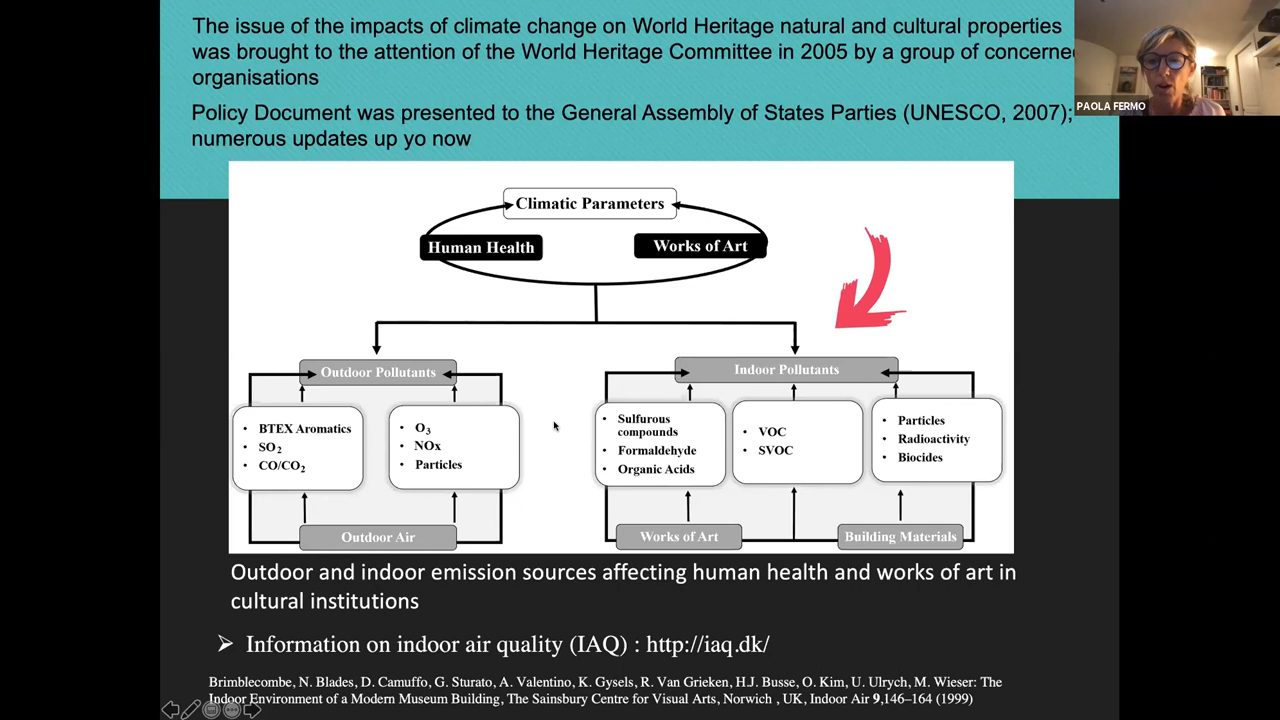 The issue of the impacts of climate change on World Heritage natural and cultural properties
was brought to the attention of the World Heritage Committee in 2005 by a group of concerned
organisations
Policy Document was presented to the General Assembly of States Parties (UNESCO, 2007);
numerous updates up yo now
PAOLA FERMO
Climatic Parameters
Human Health
Works of Art
Outdoor Pollutants
Indoor Pollutants
• BTEX Aromatics
• SO2
• CO/CO2
• O3
• NOx
• Particles
• Sulfurous
compounds
• Formaldehyde
• Organic Acids
• VOC
• SVOC
• Particles
• Radioactivity
• Biocides
Outdoor Air
Works of Art
Building Materials
Outdoor and indoor emission sources affecting human health and works of art in
cultural institutions
➢ Information on indoor air quality (IAQ) : http://iaq.dk/
Brimblecombe, N. Blades, D. Camuffo, G. Sturato, A. Valentino, K. Gysels, R. Van Grieken, H.J. Busse, O. Kim, U. Ulrych, M. Wieser: The
Indoor Environment of a Modern Museum Building, The Sainsbury Centre for Visual Arts, Norwich , UK, Indoor Air 9,146–164 (1999)